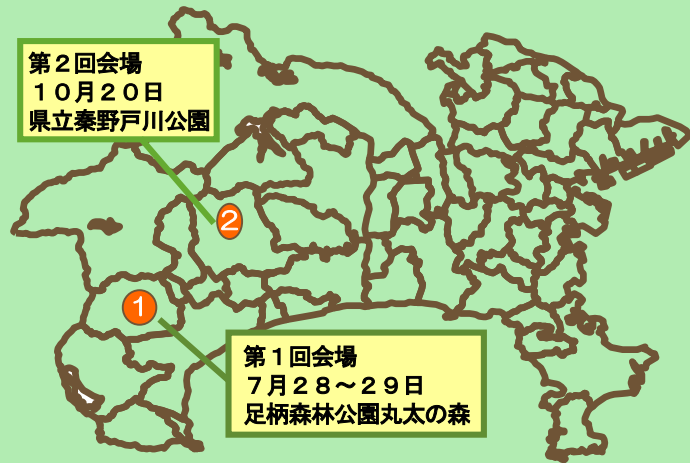 第２回会場
１０月２０日
県立秦野戸川公園
２
１
第１回会場
７月２８～２９日
足柄森林公園丸太の森